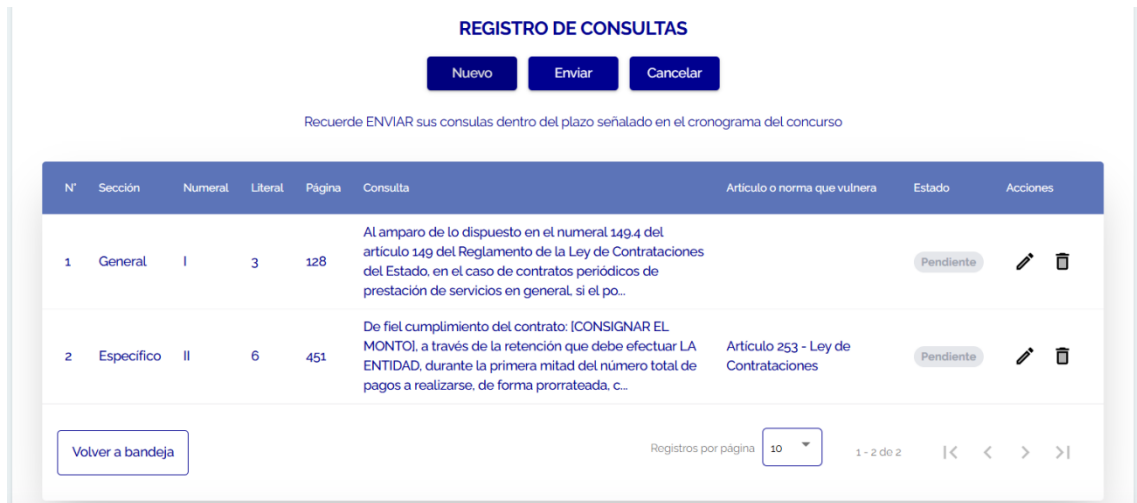 REGISTRO DE CONSULTAS
Nuevo Enviar Cancelar
Recuerde ENVIAR sus consulas dentro del plazo señalado en el cronograma del concurso
N° Sección Numeral Literal Página Consulta Artículo o norma que vulnera Estado Acciones
Al amparo de lo dispuesto en el numeral 149.4 del
artículo 149 del Reglamento de la Ley de Contrataciones
1 General I 3 128 del Estado, en el caso de contratos periódicos de Pendiente
prestación de servicios en general, si el po...
De fiel cumplimiento del contrato: [CONSIGNAR EL
MONTO], a través de la retención que debe efectuar LA
2 Específico II 6 451 ENTIDAD, durante la primera mitad del número total de Artículo 253 - Ley de Contrataciones Pendiente
pagos a realizarse, de forma prorrateada, c...
Volver a bandeja Registros por página 10 1 - 2 de 2